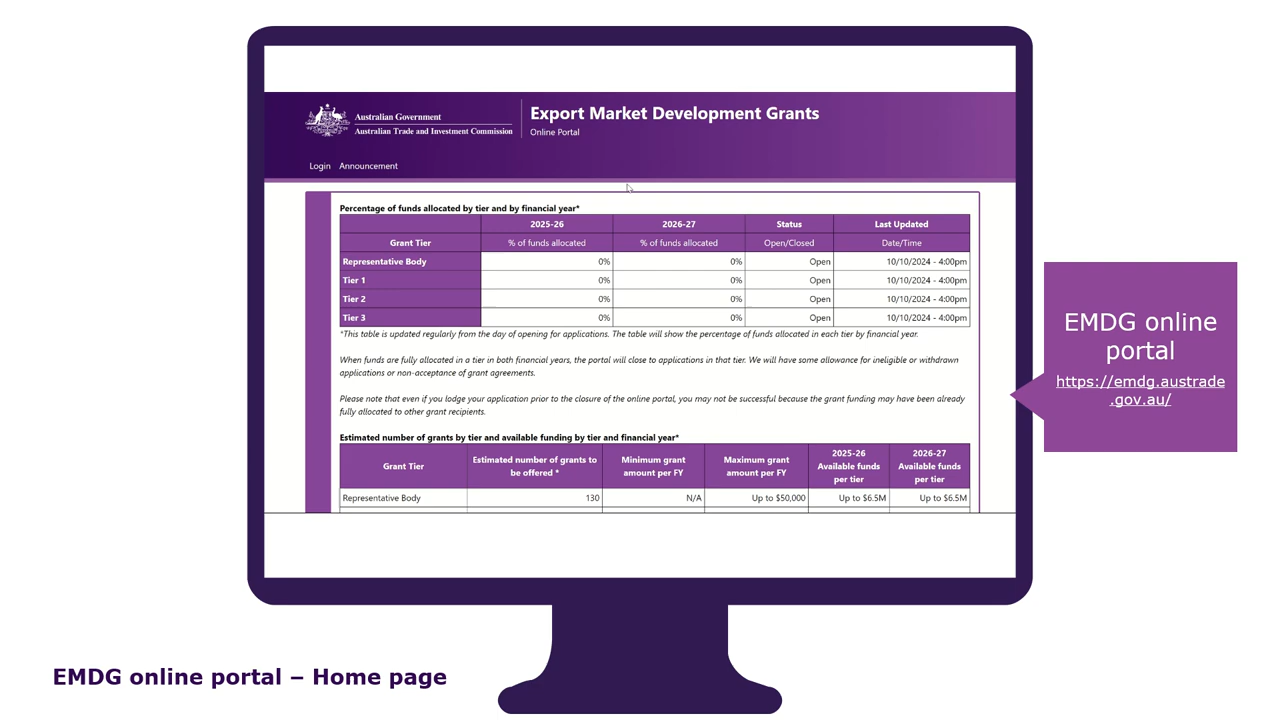 Australian Government
Australian Trade and Investment Commission
Export Market Development Grants
Online Portal
Login Announcement
Percentage of funds allocated by tier and by financial year*
2025-26 2026-27 Status Last Updated
Grant Tier % of funds allocated % of funds allocated Open/Closed Date/Time
Representative Body 0% 0% Open 10/10/2024 - 4:00pm
Tier 1 0% 0% Open 10/10/2024 - 4:00pm
Tier 2 0% 0% Open 10/10/2024 - 4:00pm
Tier 3 0% 0% Open 10/10/2024 - 4:00pm
*This table is updated regularly from the day of opening for applications. The table will show the percentage of funds allocated in each tier by financial year.
When funds are fully allocated in a tier in both financial years, the portal will close to applications in that tier. We will have some allowance for ineligible or withdrawn
applications or non-acceptance of grant agreements.
Please note that even if you lodge your application prior to the closure of the online portal, you may not be successful because the grant funding may have been already
fully allocated to other grant recipients.
Estimated number of grants by tier and available funding by tier and financial year*
Grant Tier Estimated number of grants to be offered * Minimum grant amount per FY Maximum grant amount per FY 2025-26 Available funds per tier 2026-27 Available funds per tier
Representative Body 130 N/A Up to $50,000 Up to $6.5M Up to $6.5M
EMDG online
portal
https://emdg.austrade
.gov.au/
EMDG online portal – Home page